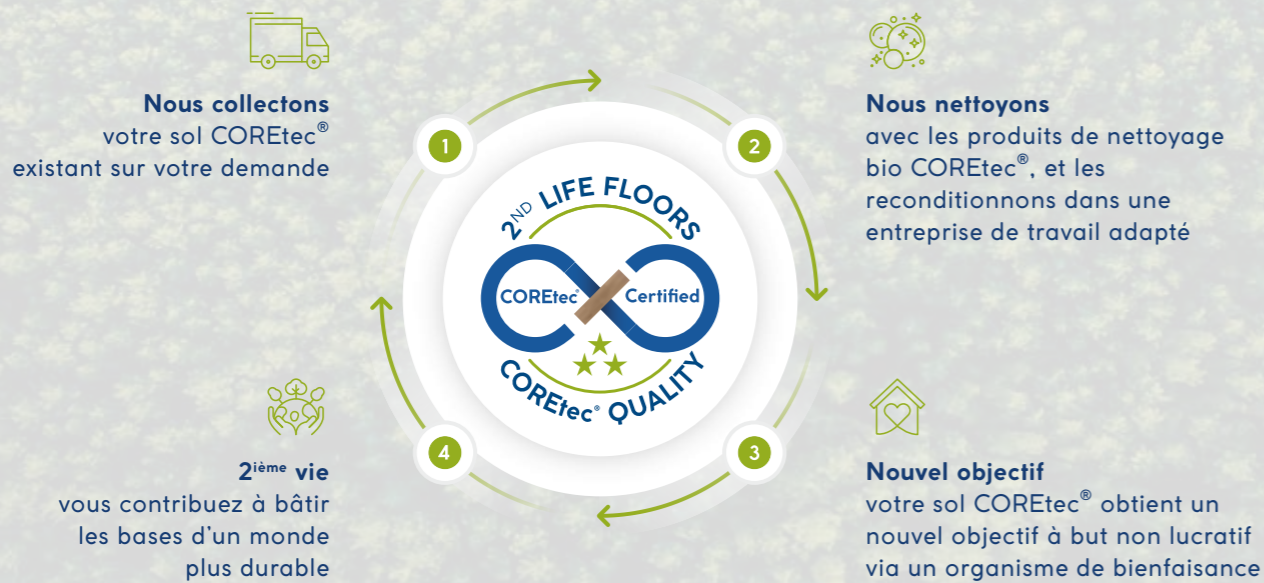 Nous collectons
votre sol COREtec®
existant sur votre demande
1
Nous nettoyons
avec les produits de nettoyage
bio COREtec®, et les
reconditionnons dans une
entreprise de travail adapté
2
2ND LIFE FLOORS
COREtec® Certified
COREtec® QUALITY
Nouvel objectif
votre sol COREtec® obtient un
nouvel objectif à but non lucratif
via un organisme de bienfaisance
3
2ième vie
vous contribuez à bâtir
les bases d'un monde
plus durable
4